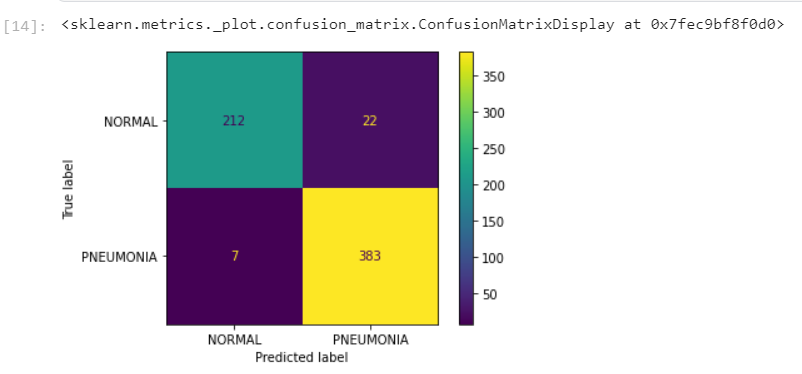 [14]: <sklearn.metrics._plot.confusion_matrix.ConfusionMatrixDisplay at 0x7fec9bf8f0d0>
NORMAL
PNEUMONIA
True label
212
22
7
383
NORMAL
PNEUMONIA
Predicted label
350
300
250
200
150
100
50